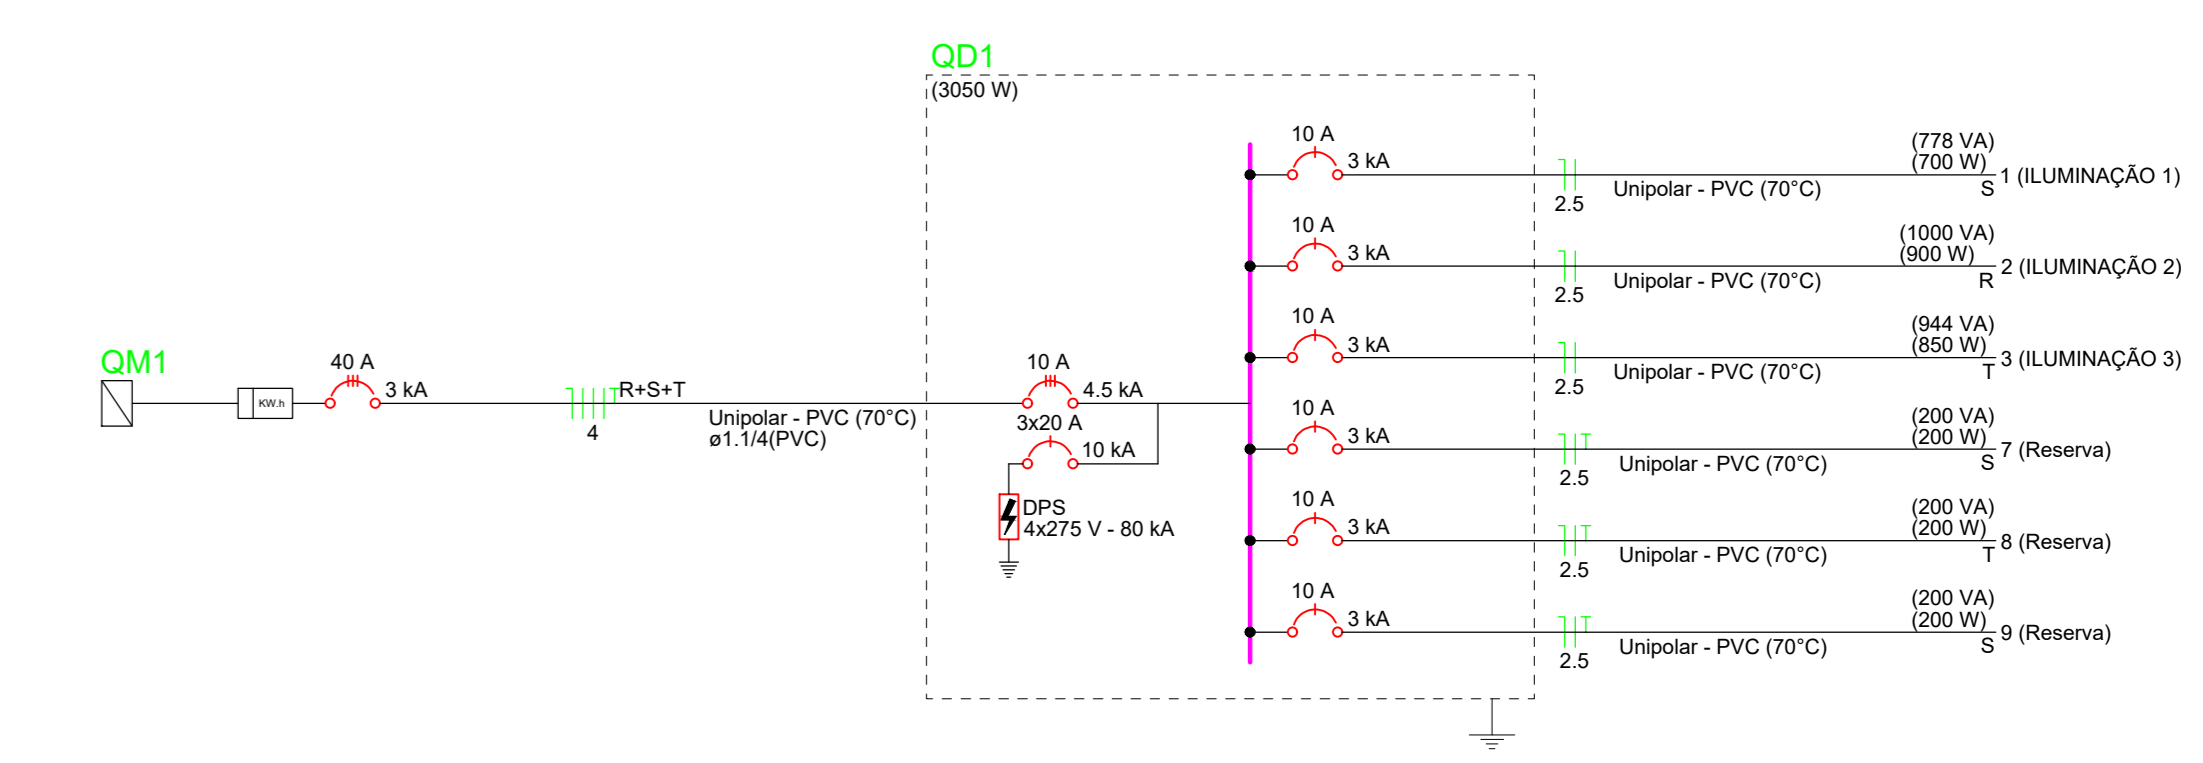 QD1
(3050 W)
QM1
KW.h
40 A
3 kA
4
R+S+T
Unipolar - PVC (70°C)
ø1.1/4(PVC)
10 A
4.5 kA
3x20 A
10 kA
DPS
4x275 V - 80 kA
10 A
3 kA
2.5
Unipolar - PVC (70°C)
(778 VA)
(700 W)
S
1 (ILUMINAÇÃO 1)
10 A
3 kA
2.5
Unipolar - PVC (70°C)
(1000 VA)
(900 W)
R
2 (ILUMINAÇÃO 2)
10 A
3 kA
2.5
Unipolar - PVC (70°C)
(944 VA)
(850 W)
T
3 (ILUMINAÇÃO 3)
10 A
3 kA
2.5
Unipolar - PVC (70°C)
(200 VA)
(200 W)
S
7 (Reserva)
10 A
3 kA
2.5
Unipolar - PVC (70°C)
(200 VA)
(200 W)
T
8 (Reserva)
10 A
3 kA
2.5
Unipolar - PVC (70°C)
(200 VA)
(200 W)
S
9 (Reserva)